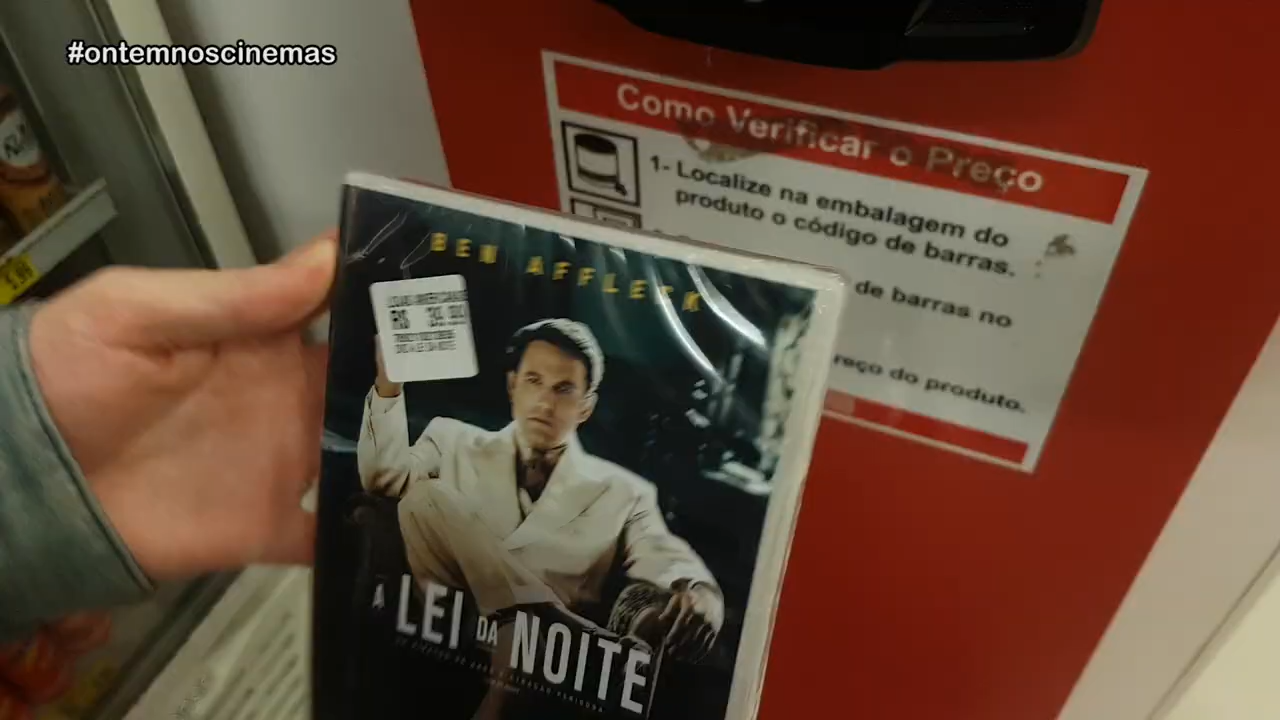 #ontemnoscinemas
Como Verificar o Preço
1- Localize na embalagem do
produto o código de barras.
de barras no
reço do produto.
BEN AFFLECK
R$
A LEI DA NOITE